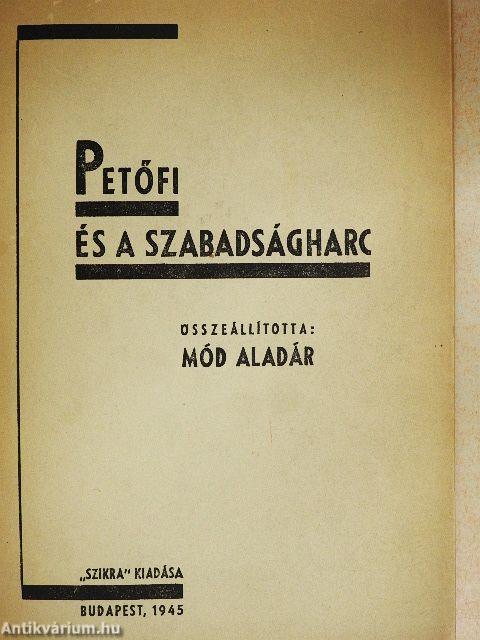 PETŐFI
ÉS A SZABADSÁGHARC
ÖSSZEÁLLÍTOTTA:
MÓD ALADÁR
„SZIKRA" KIADÁSA
BUDAPEST, 1945
Antikvárium.hu